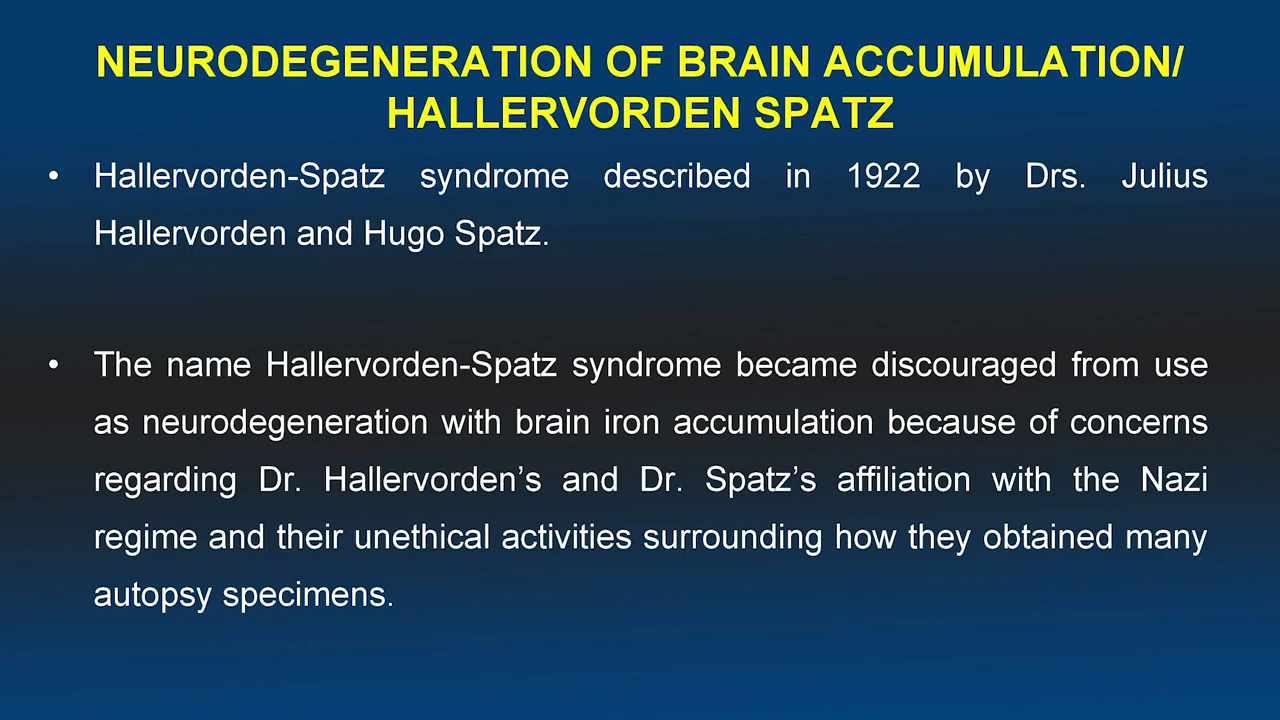 NEURODEGENERATION OF BRAIN ACCUMULATION/
HALLERVORDEN SPATZ
• Hallervorden-Spatz syndrome described in 1922 by Drs. Julius
Hallervorden and Hugo Spatz.
• The name Hallervorden-Spatz syndrome became discouraged from use
as neurodegeneration with brain iron accumulation because of concerns
regarding Dr. Hallervorden’s and Dr. Spatz’s affiliation with the Nazi
regime and their unethical activities surrounding how they obtained many
autopsy specimens.